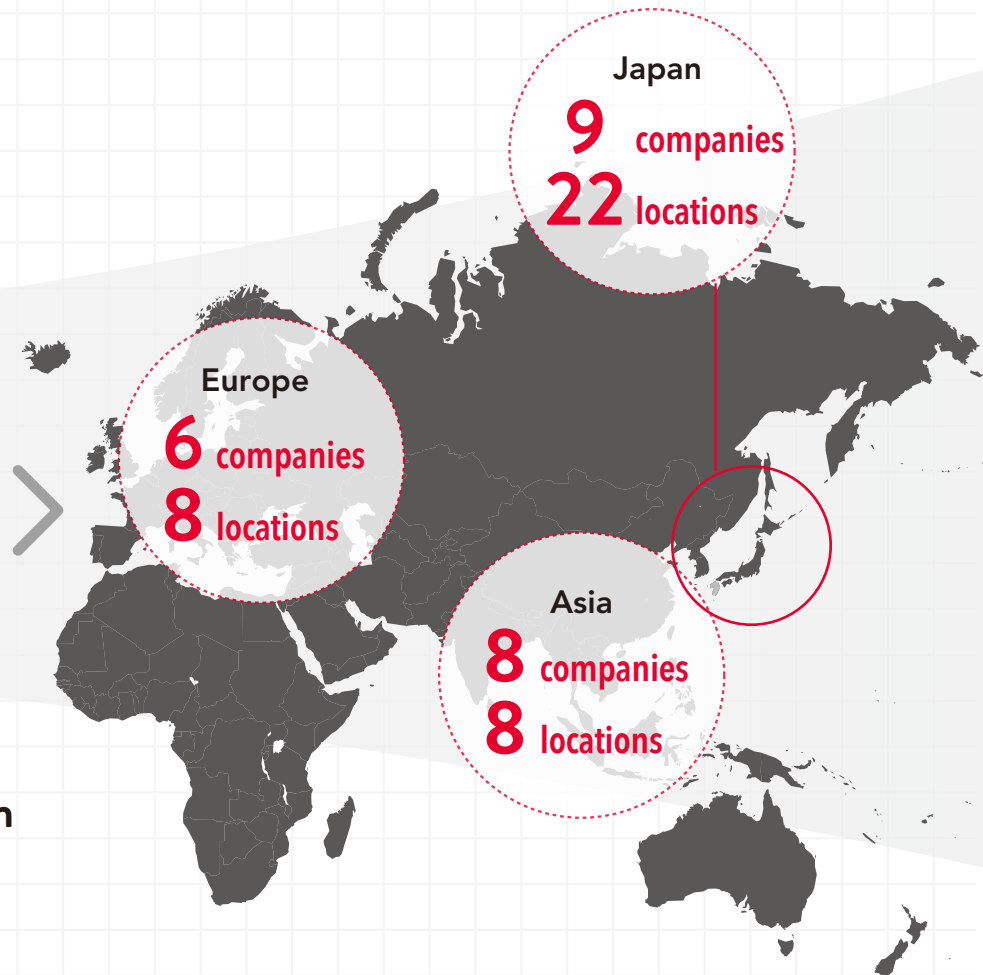 Japan
9 companies
22 locations
Europe
6 companies
8 locations
Asia
8 companies
8 locations
n